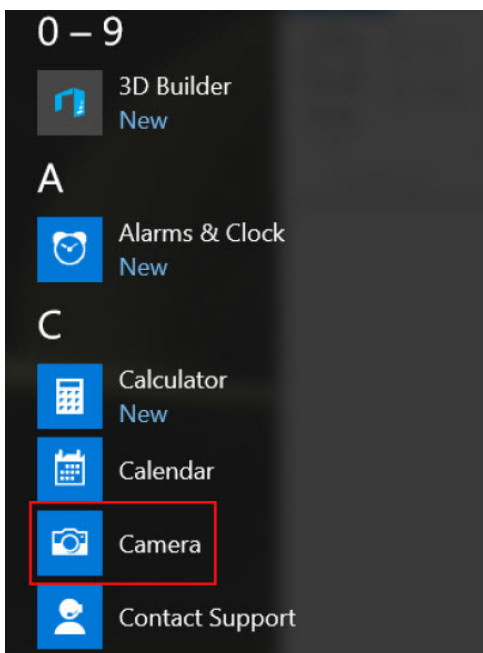 0 – 9
3D Builder
New
A
Alarms & Clock
New
C
Calculator
New
Calendar
Camera
Contact Support